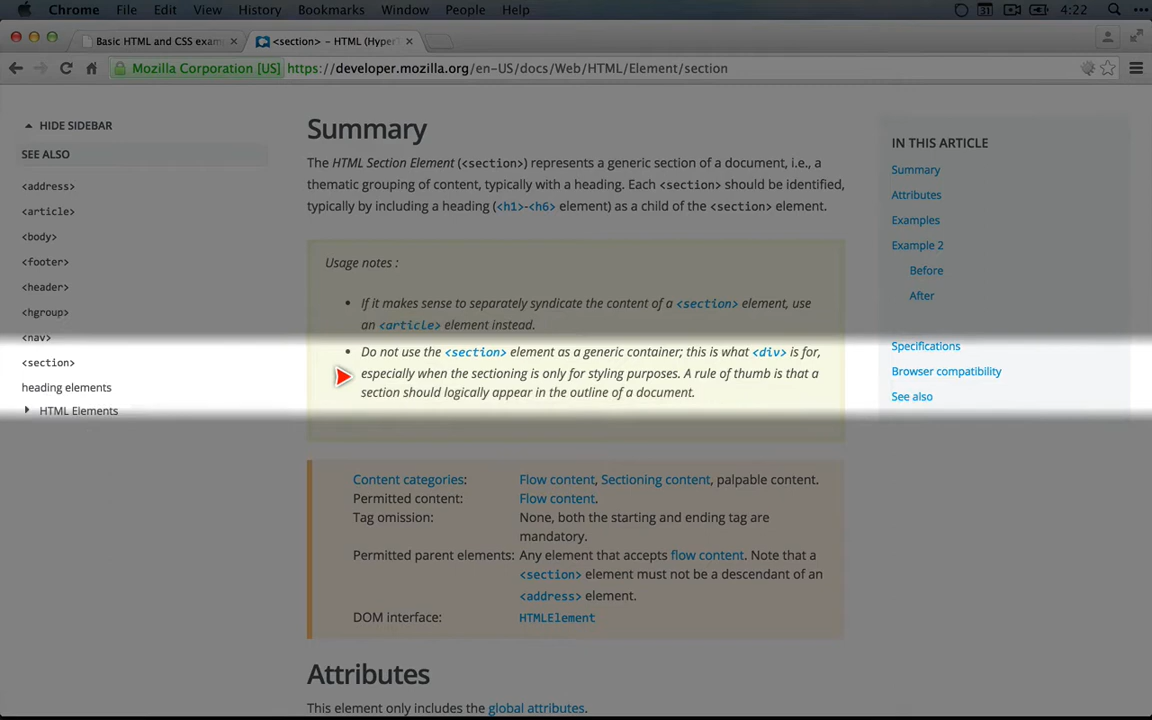 Chrome File Edit View History Bookmarks Window People Help 31 4:22
Basic HTML and CSS exam × <section> - HTML (Hyper ×
Mozilla Corporation [US] https://developer.mozilla.org/en-US/docs/Web/HTML/Element/section
HIDE SIDEBAR
SEE ALSO
<address>
<article>
<body>
<footer>
<header>
<hgroup>
<nav>
<section>
heading elements
HTML Elements
Summary
The HTML Section Element (<section>) represents a generic section of a document, i.e., a
thematic grouping of content, typically with a heading. Each <section> should be identified,
typically by including a heading (<h1>-<h6> element) as a child of the <section> element.
Usage notes :
• If it makes sense to separately syndicate the content of a <section> element, use
an <article> element instead.
• Do not use the <section> element as a generic container; this is what <div> is for,
especially when the sectioning is only for styling purposes. A rule of thumb is that a
section should logically appear in the outline of a document.
Content categories: Flow content, Sectioning content, palpable content.
Permitted content: Flow content.
Tag omission: None, both the starting and ending tag are
mandatory.
Permitted parent elements: Any element that accepts flow content. Note that a
<section> element must not be a descendant of an
<address> element.
DOM interface: HTMLElement
Attributes
This element only includes the global attributes.
IN THIS ARTICLE
Summary
Attributes
Examples
Example 2
Before
After
Specifications
Browser compatibility
See also